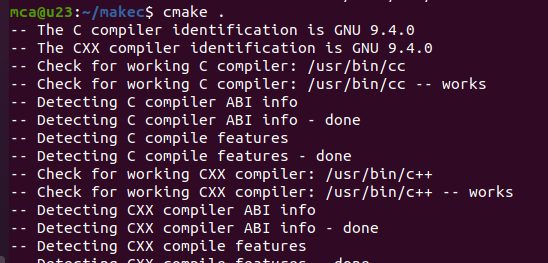 mca@u23:~/makec$ cmake .
-- The C compiler identification is GNU 9.4.0
-- The CXX compiler identification is GNU 9.4.0
-- Check for working C compiler: /usr/bin/cc
-- Check for working C compiler: /usr/bin/cc -- works
-- Detecting C compiler ABI info
-- Detecting C compiler ABI info - done
-- Detecting C compile features
-- Detecting C compile features - done
-- Check for working CXX compiler: /usr/bin/c++
-- Check for working CXX compiler: /usr/bin/c++ -- works
-- Detecting CXX compiler ABI info
-- Detecting CXX compiler ABI info - done
-- Detecting CXX compile features
-- Detecting CXX compile features - done